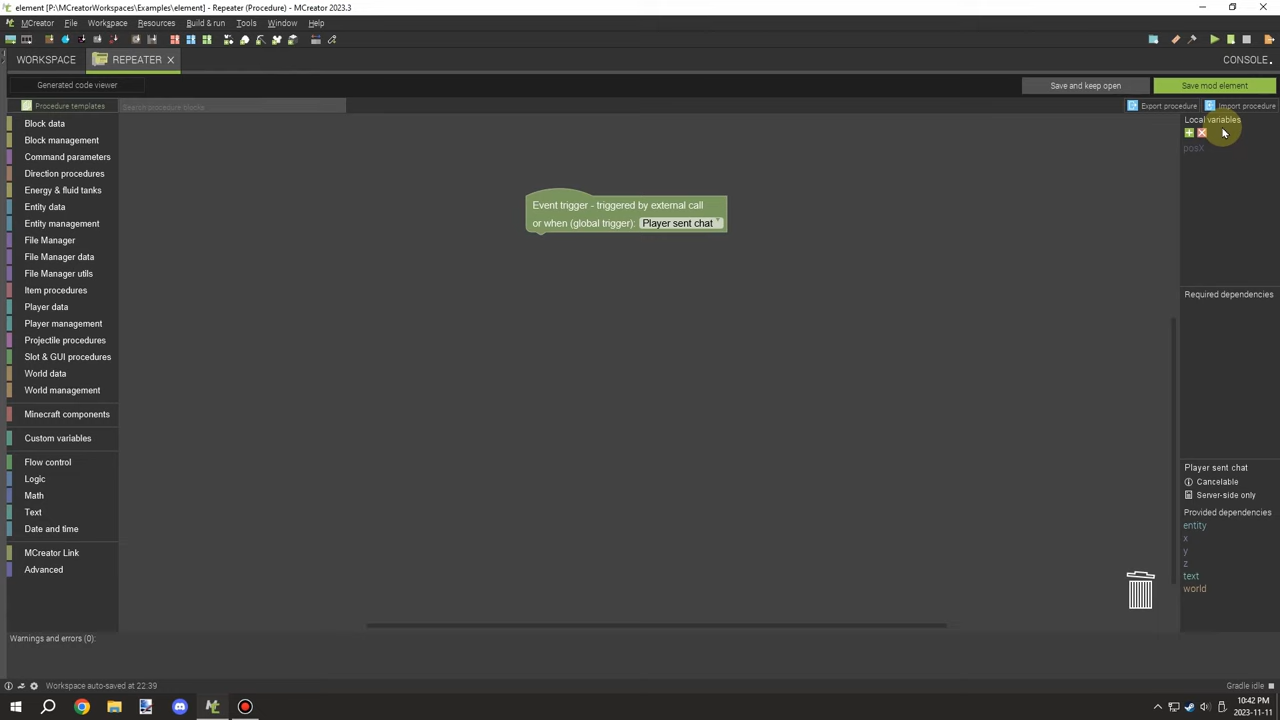 element [P:\MCreatorWorkspaces\Examples\element] - Repeater (Procedure) - MCreator 2023.3
MCreator File Workspace Resources Build & run Tools Window Help
WORKSPACE REPEATER CONSOLE
Generated code viewer Save and keep open Save mod element
Procedure templates Search procedure blocks Export procedure Import procedure
Block data
Block management
Command parameters
Direction procedures
Energy & fluid tanks
Entity data
Entity management
File Manager
File Manager data
File Manager utils
Item procedures
Player data
Player management
Projectile procedures
Slot & GUI procedures
World data
World management
Minecraft components
Custom variables
Flow control
Logic
Math
Text
Date and time
MCreator Link
Advanced
Event trigger - triggered by external call
or when (global trigger): Player sent chat
Local variables
posX
Required dependencies
Player sent chat
Cancelable
Server-side only
Provided dependencies
entity
x
y
z
text
world
Warnings and errors (0):
Workspace auto-saved at 22:39 Gradle idle
10:42 PM
2023-11-11